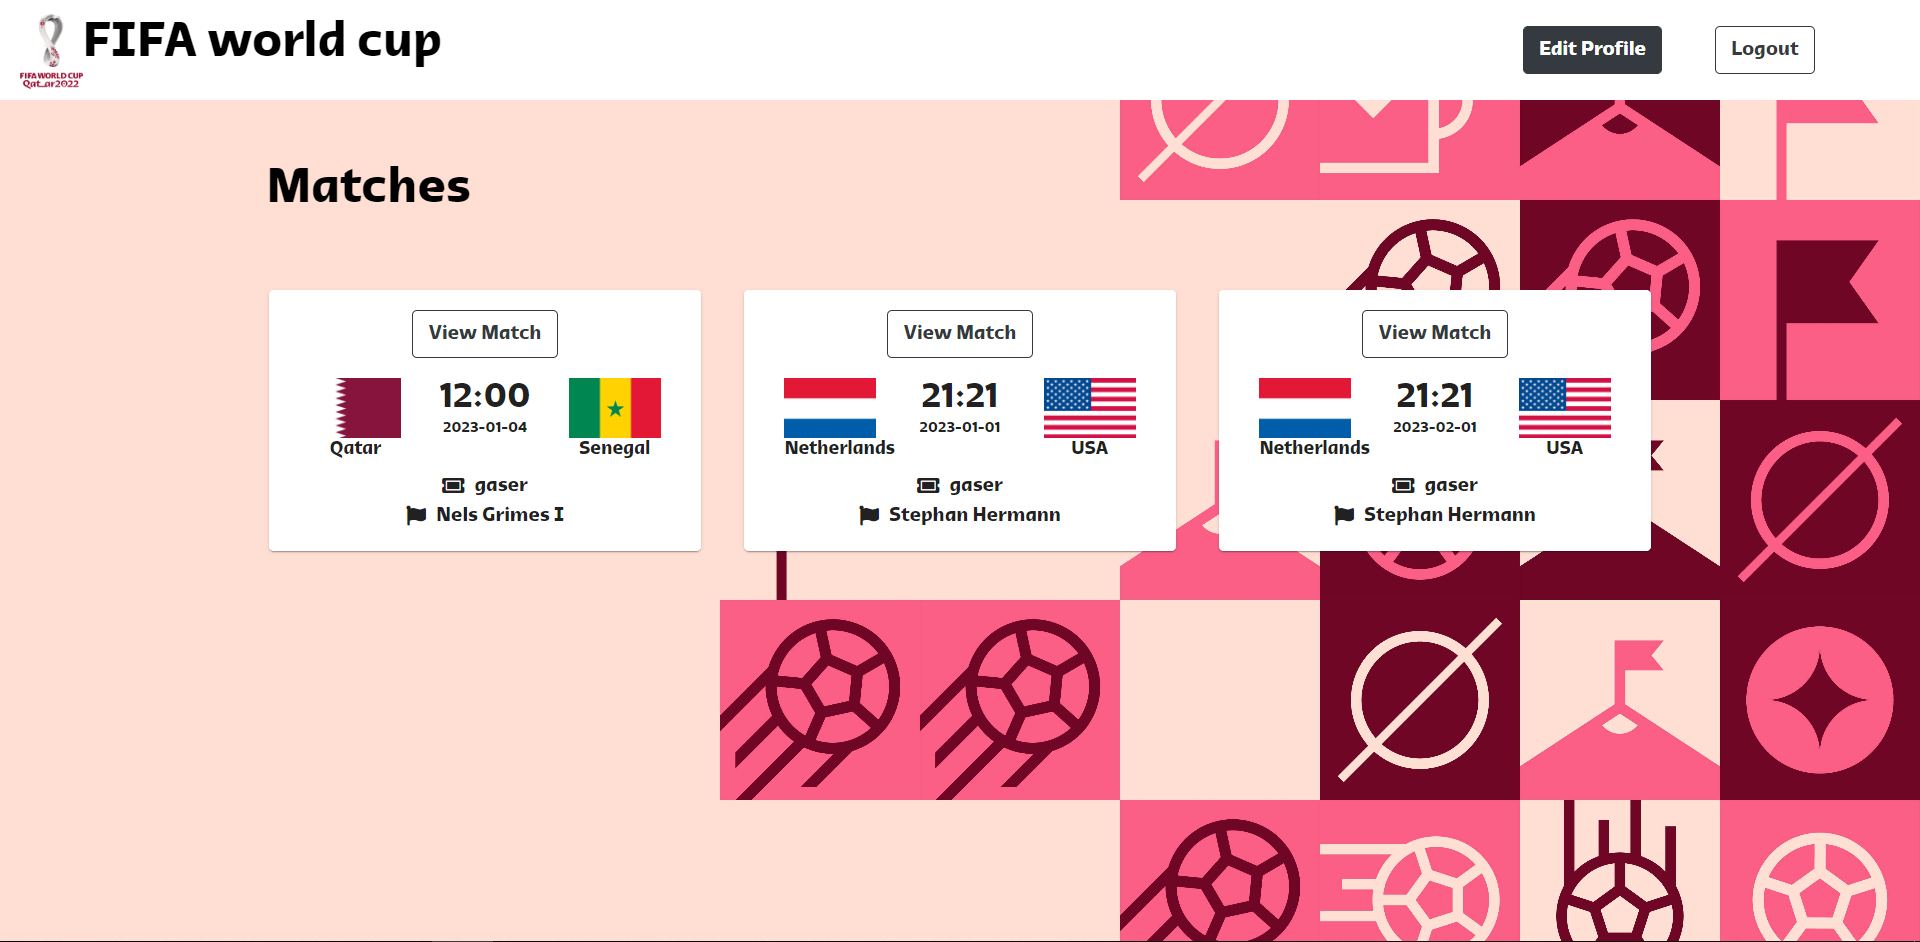 FIFA world cup
FIFA WORLD CUP
Qatar2022
Edit Profile
Logout
Matches
View Match
12:00
2023-01-04
Qatar
Senegal
gaser
Nels Grimes I
View Match
21:21
2023-01-01
Netherlands
USA
gaser
Stephan Hermann
View Match
21:21
2023-02-01
Netherlands
USA
gaser
Stephan Hermann